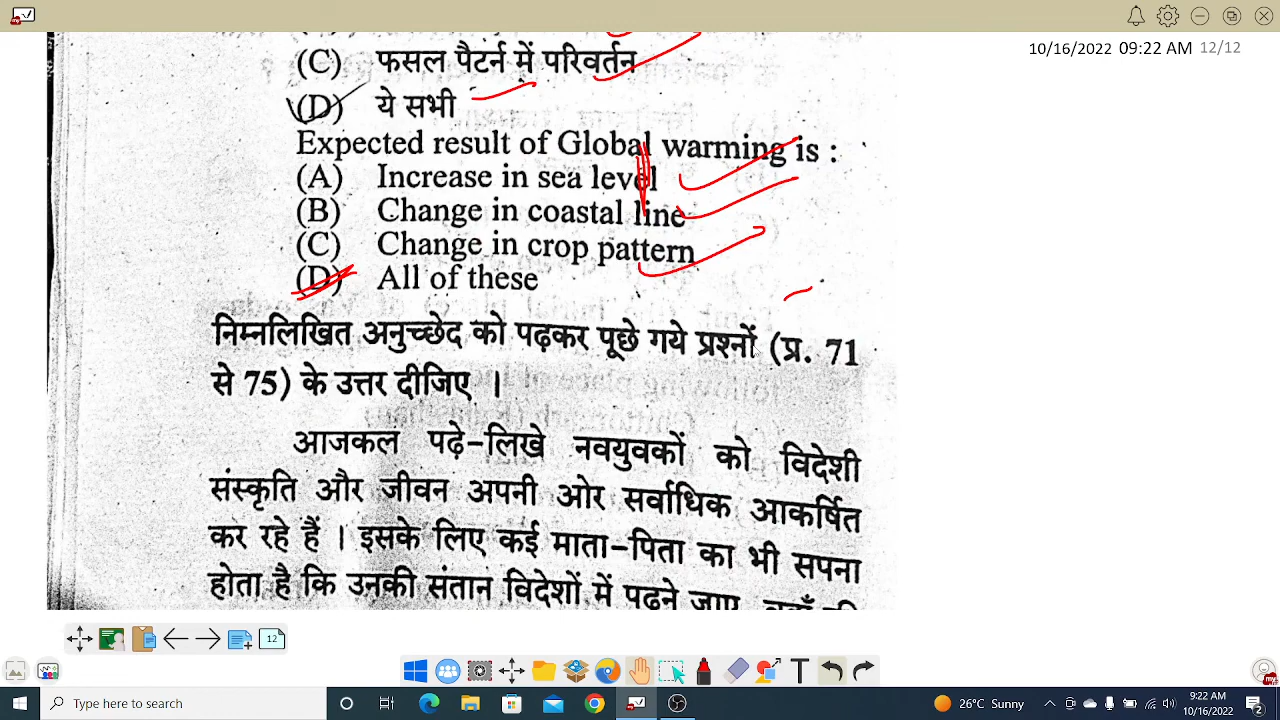 10/16/2022 09:22 AM 12/12
(C) फसल पैटर्न में परिवर्तन
(D) ये सभी
Expected result of Global warming is :
(A) Increase in sea level
(B) Change in coastal line
(C) Change in crop pattern
(D) All of these
निम्नलिखित अनुच्छेद को पढ़कर पूछे गये प्रश्नों (प्र. 71
से 75) के उत्तर दीजिए ।
आजकल पढ़े-लिखे नवयुवकों को विदेशी
संस्कृति और जीवन अपनी ओर सर्वाधिक आकर्षित
कर रहे हैं । इसके लिए कई माता-पिता का भी सपना
होता है कि उनकी संतान विदेशों में पढ़ने जाए,
12
T
Type here to search
26°C Sunny
ENG
9:22 AM
10/16/2022
2